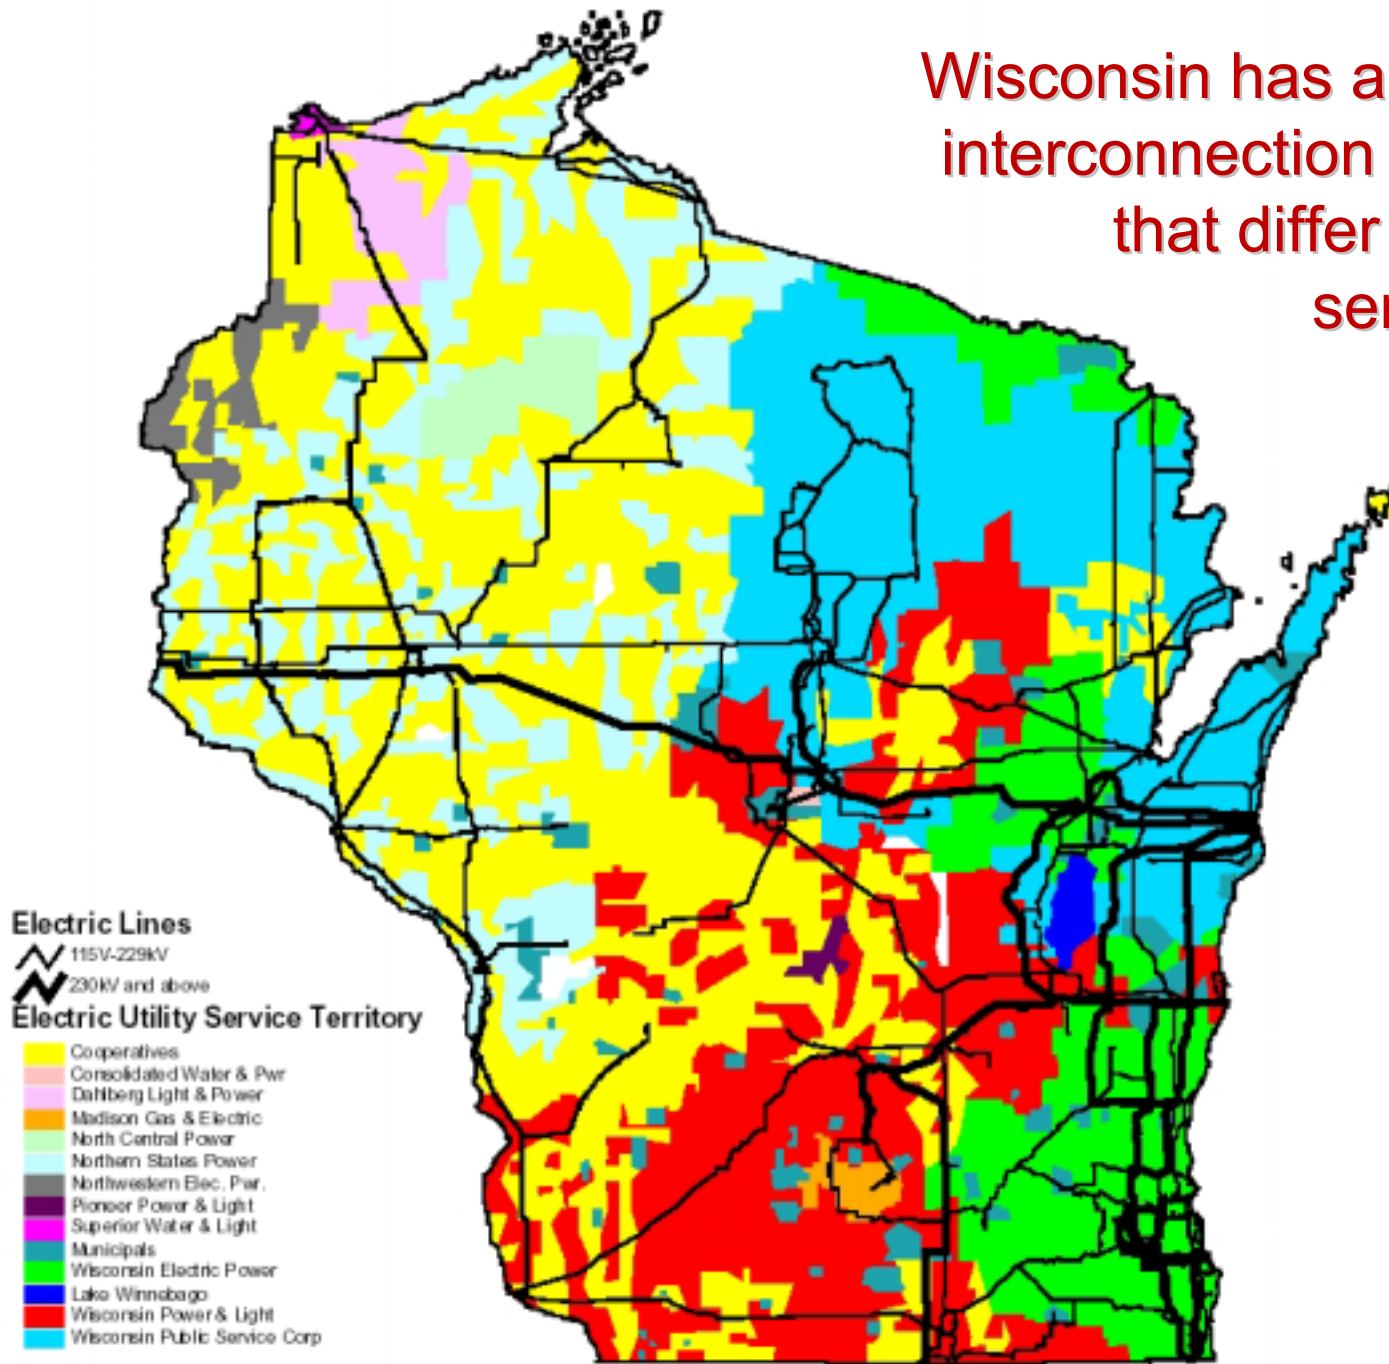 Wisconsin has a
interconnection
that differ
ser
Electric Lines
115V-229kV
230kV and above
Electric Utility Service Territory
Cooperatives
Consolidated Water & Pwr
Dahlberg Light & Power
Madison Gas & Electric
North Central Power
Northern States Power
Northwestern Elec. Pwr.
Pioneer Power & Light
Superior Water & Light
Municipals
Wisconsin Electric Power
Lake Winnebago
Wisconsin Power & Light
Wisconsin Public Service Corp